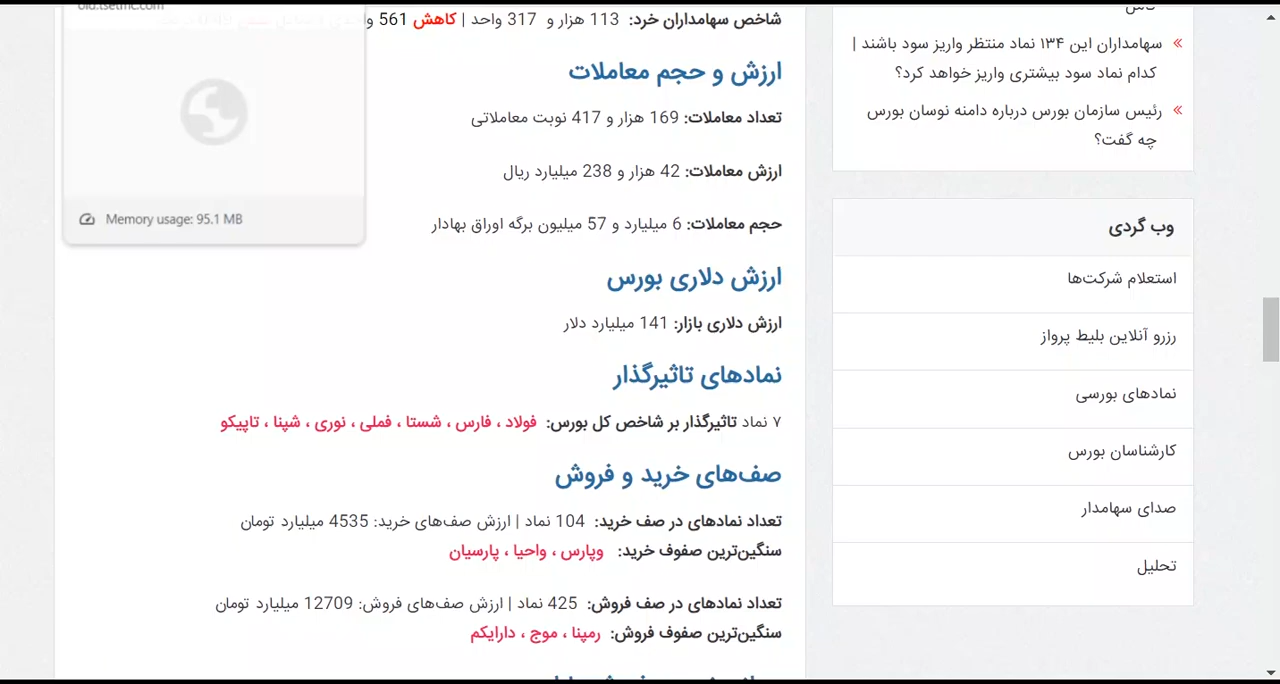 شاخص سهامداران خرد: 113 هزار و 317 واحد | کاهش 561
ارزش و حجم معاملات
تعداد معاملات: 169 هزار و 417 نوبت معاملاتی
ارزش معاملات: 42 هزار و 238 میلیارد ریال
حجم معاملات: 6 میلیارد و 57 میلیون برگه اوراق بهادار
ارزش دلاری بورس
ارزش دلاری بازار: 141 میلیارد دلار
نمادهای تاثیرگذار
۷ نماد تاثیرگذار بر شاخص کل بورس: فولاد ، فارس ، شستا ، فملی ، نوری ، شپنا ، تاپیکو
صف‌های خرید و فروش
تعداد نمادهای در صف خرید: 104 نماد | ارزش صف‌های خرید: 4535 میلیارد تومان
سنگین‌ترین صفوف خرید: وپارس ، واحیا ، پارسیان
تعداد نمادهای در صف فروش: 425 نماد | ارزش صف‌های فروش: 12709 میلیارد تومان
سنگین‌ترین صفوف فروش: رمپنا ، موج ، دارایکم
سهامداران این ۱۳۴ نماد منتظر واریز سود باشند |
کدام نماد سود بیشتری واریز خواهد کرد؟
رئیس سازمان بورس درباره دامنه نوسان بورس
چه گفت؟
وب گردی
استعلام شرکت‌ها
رزرو آنلاین بلیط پرواز
نمادهای بورسی
کارشناسان بورس
صدای سهامدار
تحلیل
old.tsetmc.com
Memory usage: 95.1 MB